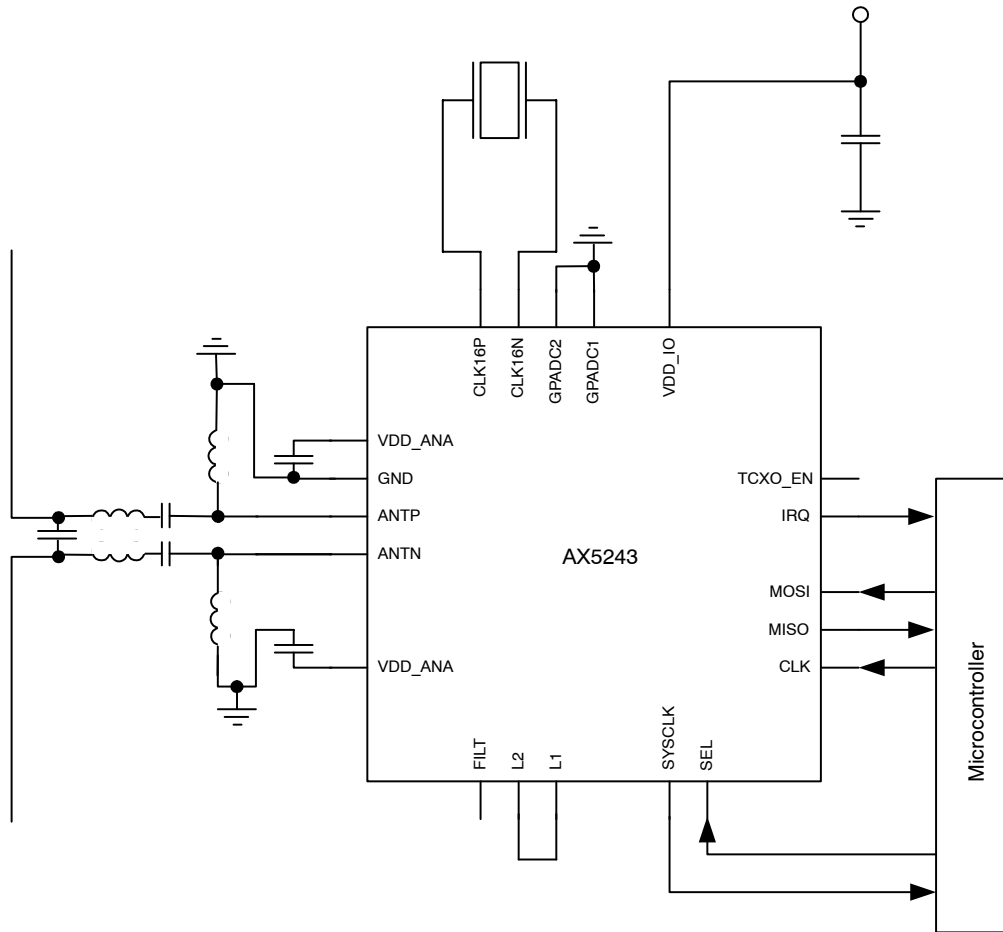 CLK16P
CLK16N
GPADC2
GPADC1
VDD_IO
VDD_ANA
GND
ANTP
ANTN
VDD_ANA
AX5243
TCXO_EN
IRQ
MOSI
MISO
CLK
FILT
L2
L1
SYSCLK
SEL
Microcontroller